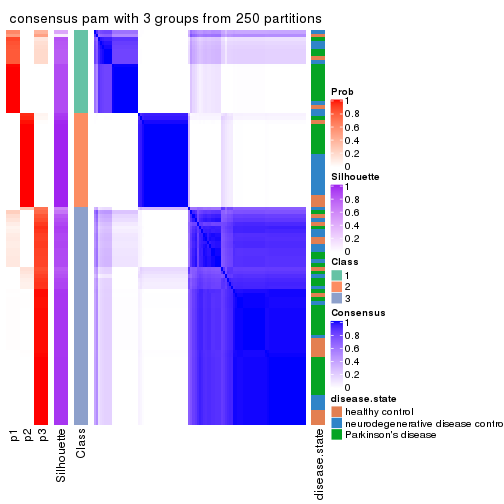 consensus pam with 3 groups from 250 partitions
Prob
1
0.8
0.6
0.4
0.2
0
Silhouette
1
0.8
0.6
0.4
0.2
0
Class
1
2
3
Consensus
1
0.8
0.6
0.4
0.2
0
disease.state
healthy control
neurodegenerative disease contro
Parkinson's disease
p1
p2
p3
Silhouette
Class
disease.state